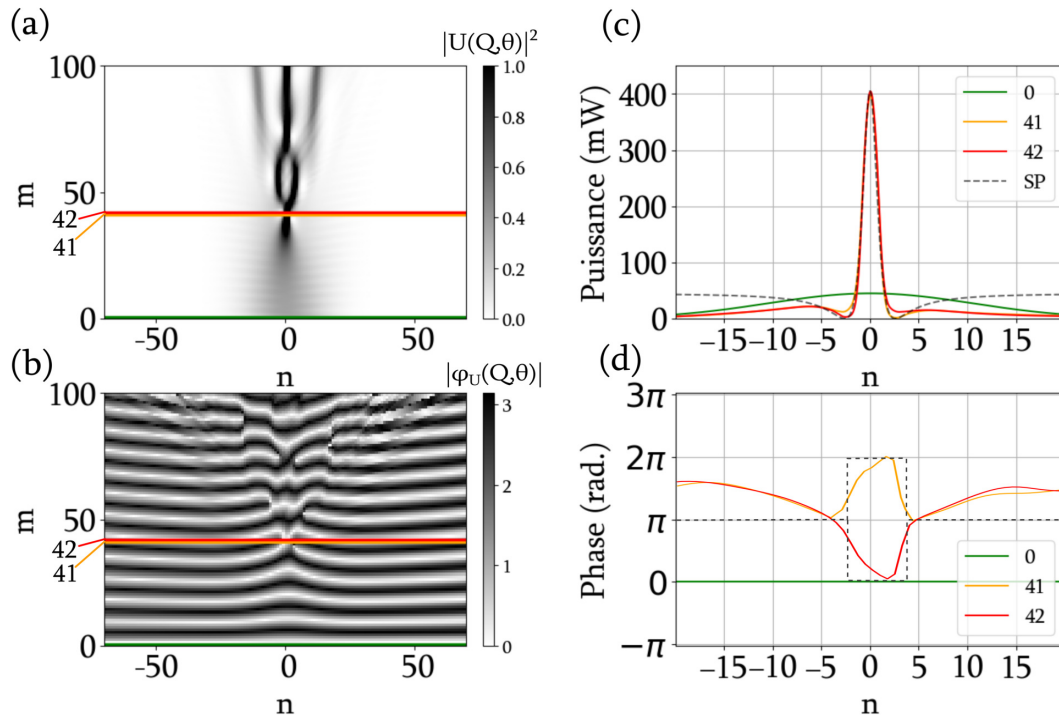 (a)
|U(Q,θ)|²
100
50
0
42
41
m
-50
0
50
n
1.0
0.8
0.6
0.4
0.2
0.0
(b)
|φU(Q,θ)|
100
50
0
42
41
m
-50
0
50
n
3
2
1
0
(c)
Puissance (mW)
400
300
200
100
0
0
41
42
SP
−15 −10 −5 0 5 10 15
n
(d)
Phase (rad.)
3π
2π
π
0
−π
0
41
42
−15 −10 −5 0 5 10 15
n